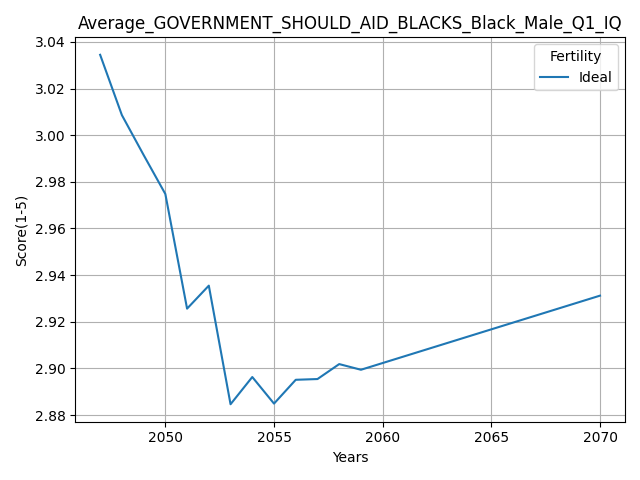 Average_GOVERNMENT_SHOULD_AID_BLACKS_Black_Male_Q1_IQ
Fertility
Ideal
3.04
3.02
3.00
2.98
2.96
2.94
2.92
2.90
2.88
Score(1-5)
2050 2055 2060 2065 2070
Years